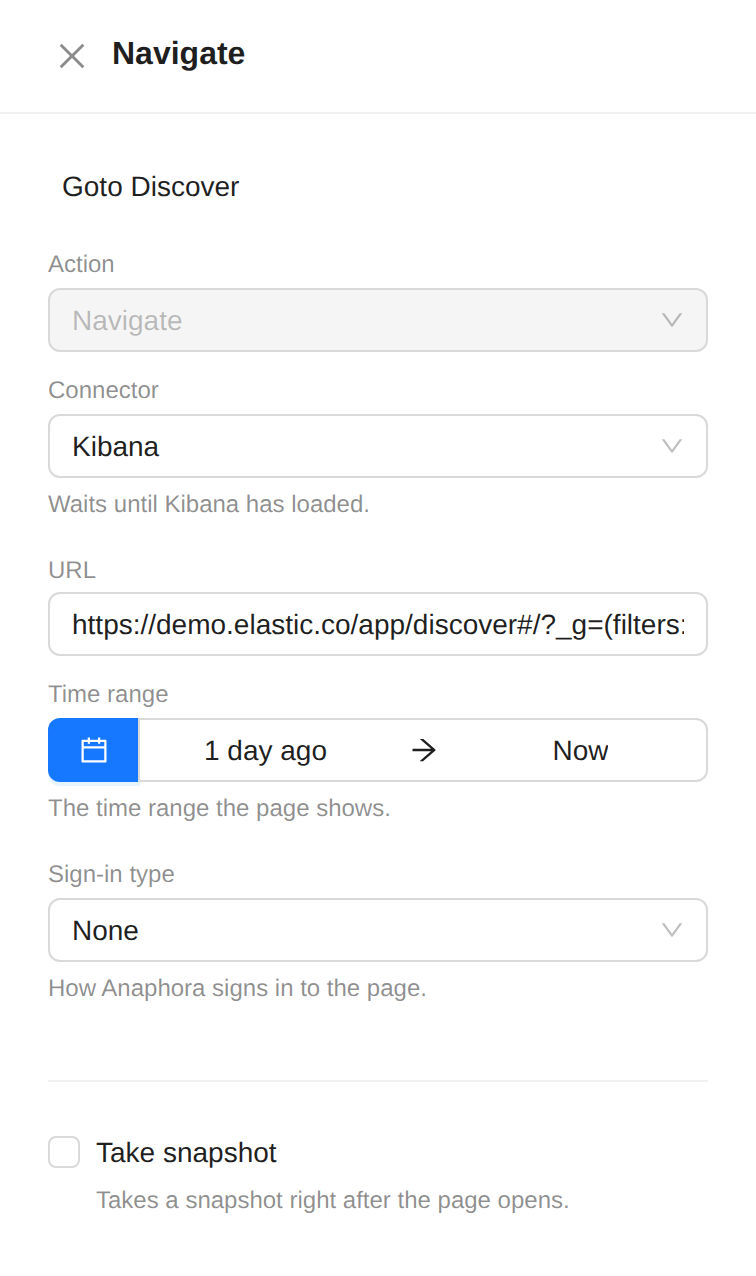 Navigate
Goto Discover
Action
Navigate
Connector
Kibana
Waits until Kibana has loaded.
URL
https://demo.elastic.co/app/discover#/?_g=(filters:
Time range
1 day ago → Now
The time range the page shows.
Sign-in type
None
How Anaphora signs in to the page.
Take snapshot
Takes a snapshot right after the page opens.